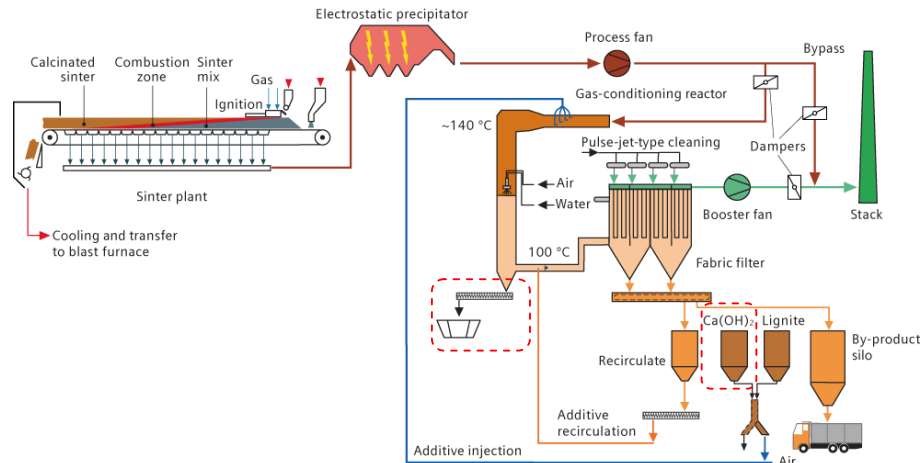 Electrostatic precipitator
Process fan
Bypass
Calcinated
sinter
Combustion
zone
Sinter
mix
Gas
Ignition
Gas-conditioning reactor
~140 °C
Pulse-jet-type cleaning
Dampers
Air
Water
Sinter plant
Booster fan
Stack
Cooling and transfer
to blast furnace
100 °C
Fabric filter
Ca(OH)₂
Lignite
By-product
silo
Recirculate
Additive
recirculation
Additive injection
Air